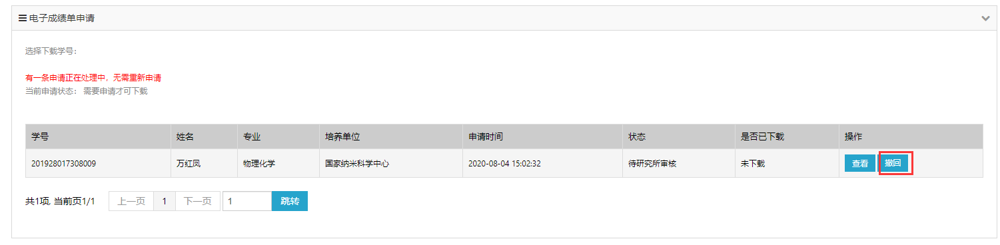 电子成绩单申请
选择下载学号：
有一条申请正在处理中，无需重新申请
当前申请状态： 需要申请才可下载
学号 姓名 专业 培养单位 申请时间 状态 是否已下载 操作
201928017308009 万红凤 物理化学 国家纳米科学中心 2020-08-04 15:02:32 待研究所审核 未下载 查看 撤回
共1项, 当前页1/1 上一页 1 下一页 1 跳转